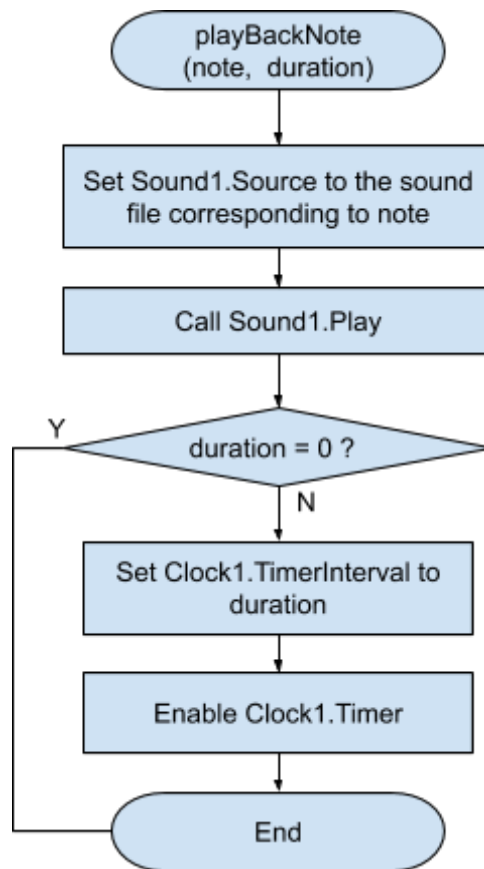 playBackNote
(note, duration)
Set Sound1.Source to the sound
file corresponding to note
Call Sound1.Play
Y
duration = 0 ?
N
Set Clock1.TimerInterval to
duration
Enable Clock1.Timer
End